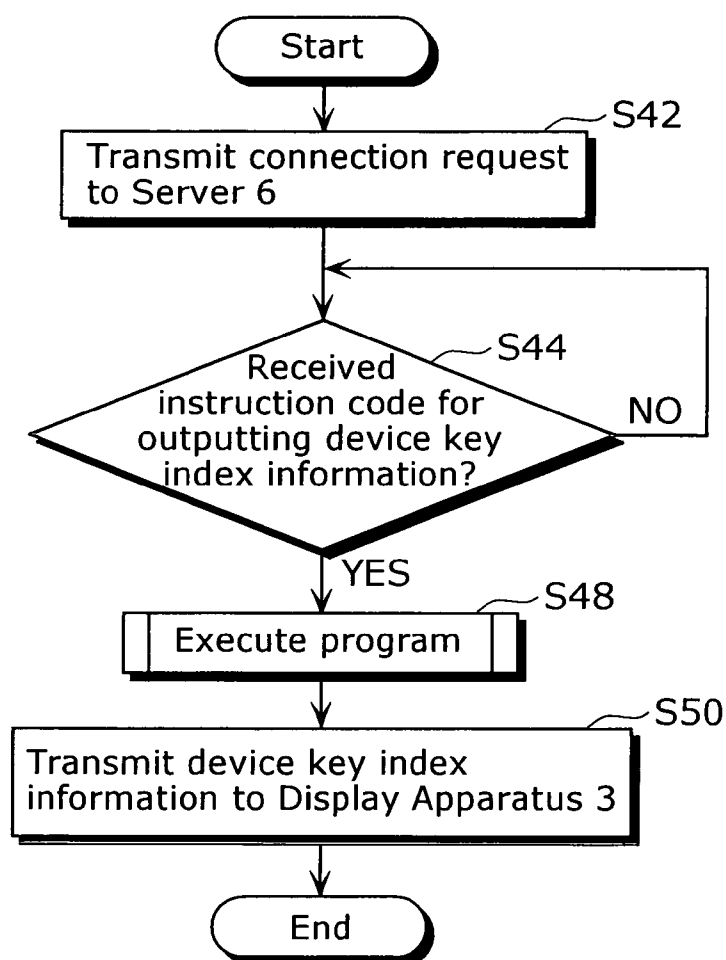 Start
S42
Transmit connection request
to Server 6
S44
Received
instruction code for
outputting device key
index information?
NO
YES
S48
Execute program
S50
Transmit device key index
information to Display Apparatus 3
End